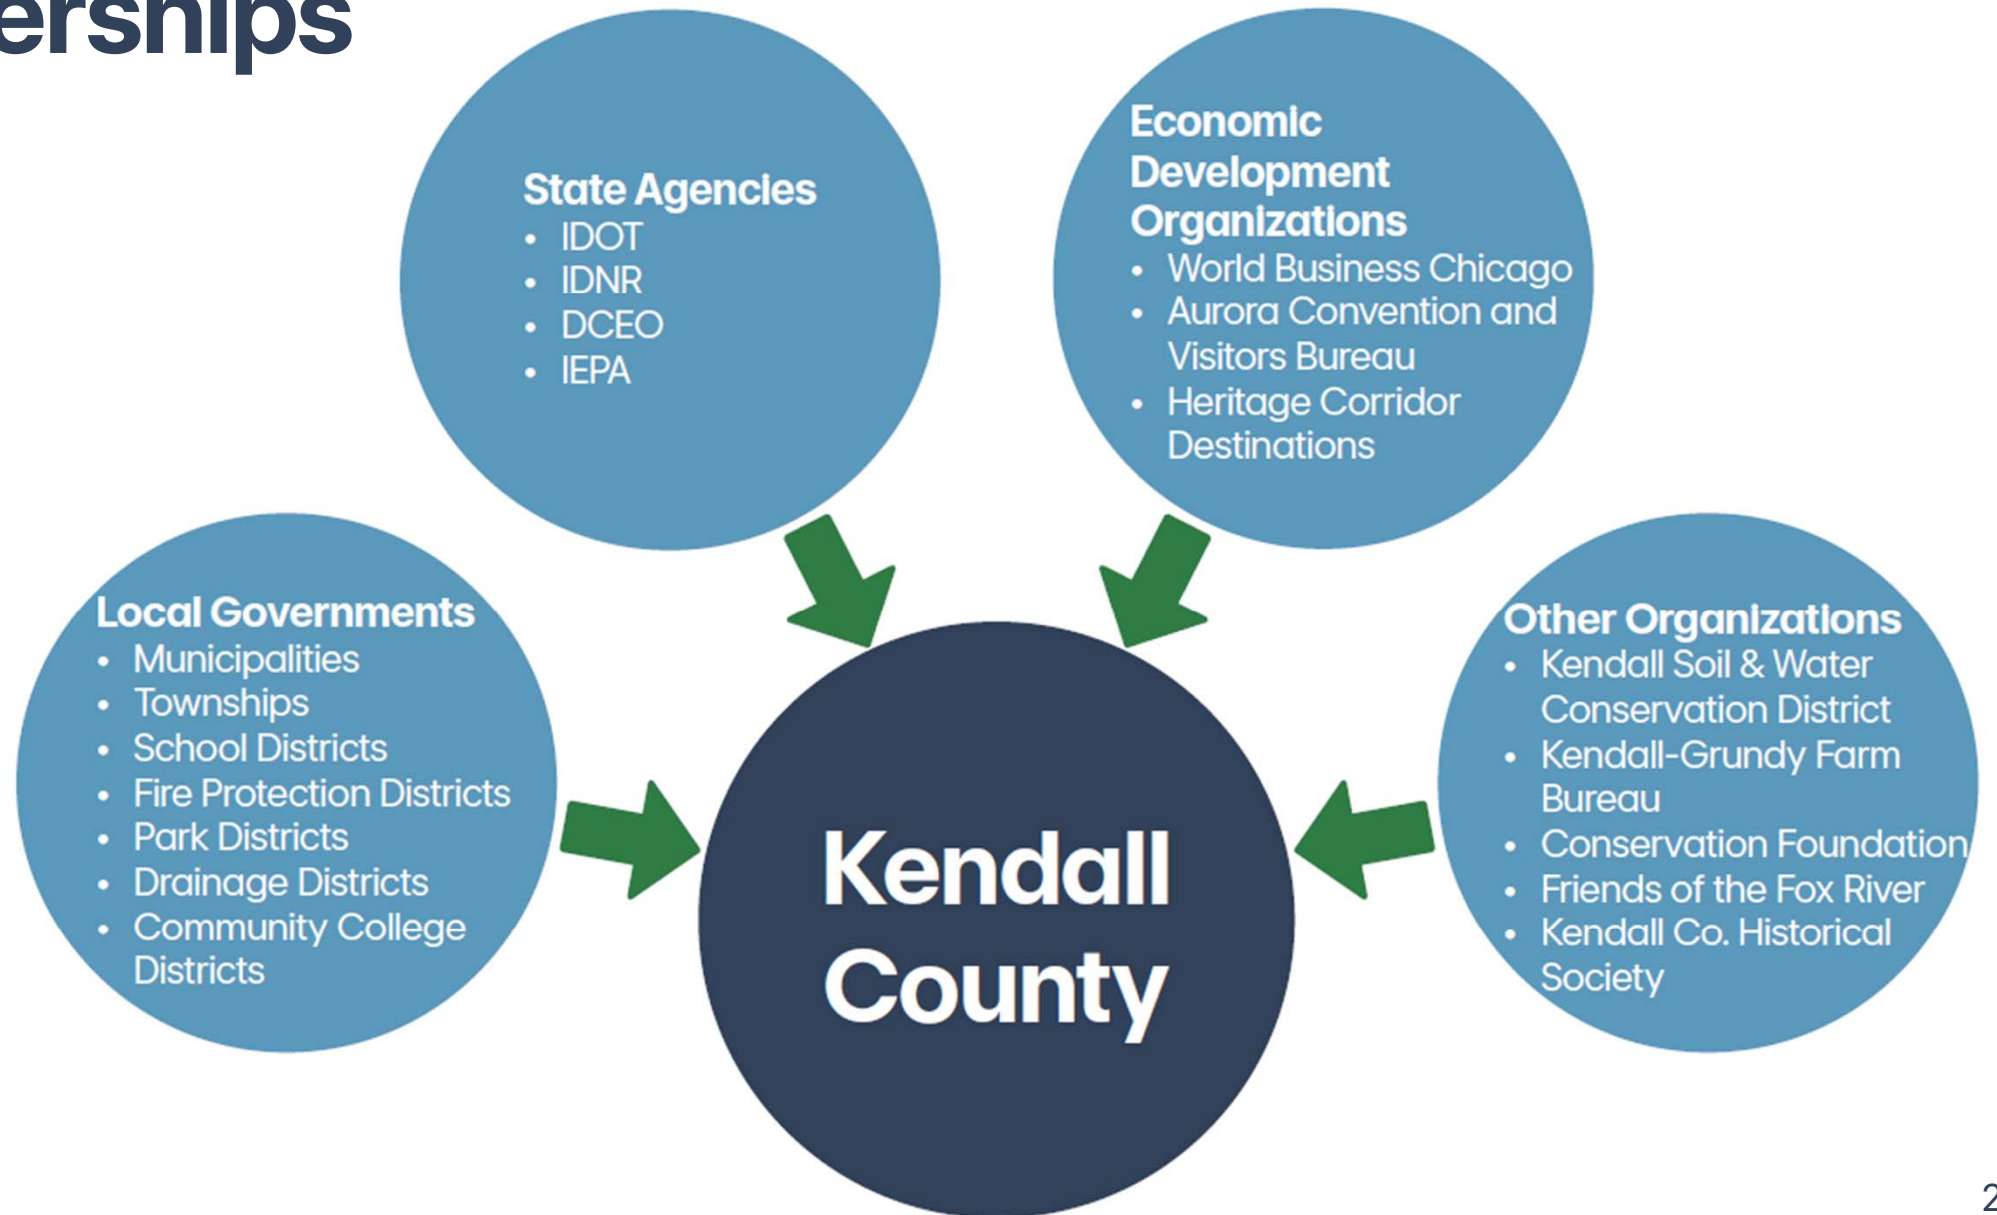 erships
State Agencies
• IDOT
• IDNR
• DCEO
• IEPA
Economic
Development
Organizations
• World Business Chicago
• Aurora Convention and
Visitors Bureau
• Heritage Corridor
Destinations
Local Governments
• Municipalities
• Townships
• School Districts
• Fire Protection Districts
• Park Districts
• Drainage Districts
• Community College
Districts
Other Organizations
• Kendall Soil & Water
Conservation District
• Kendall-Grundy Farm
Bureau
• Conservation Foundation
• Friends of the Fox River
• Kendall Co. Historical
Society
Kendall
County
2